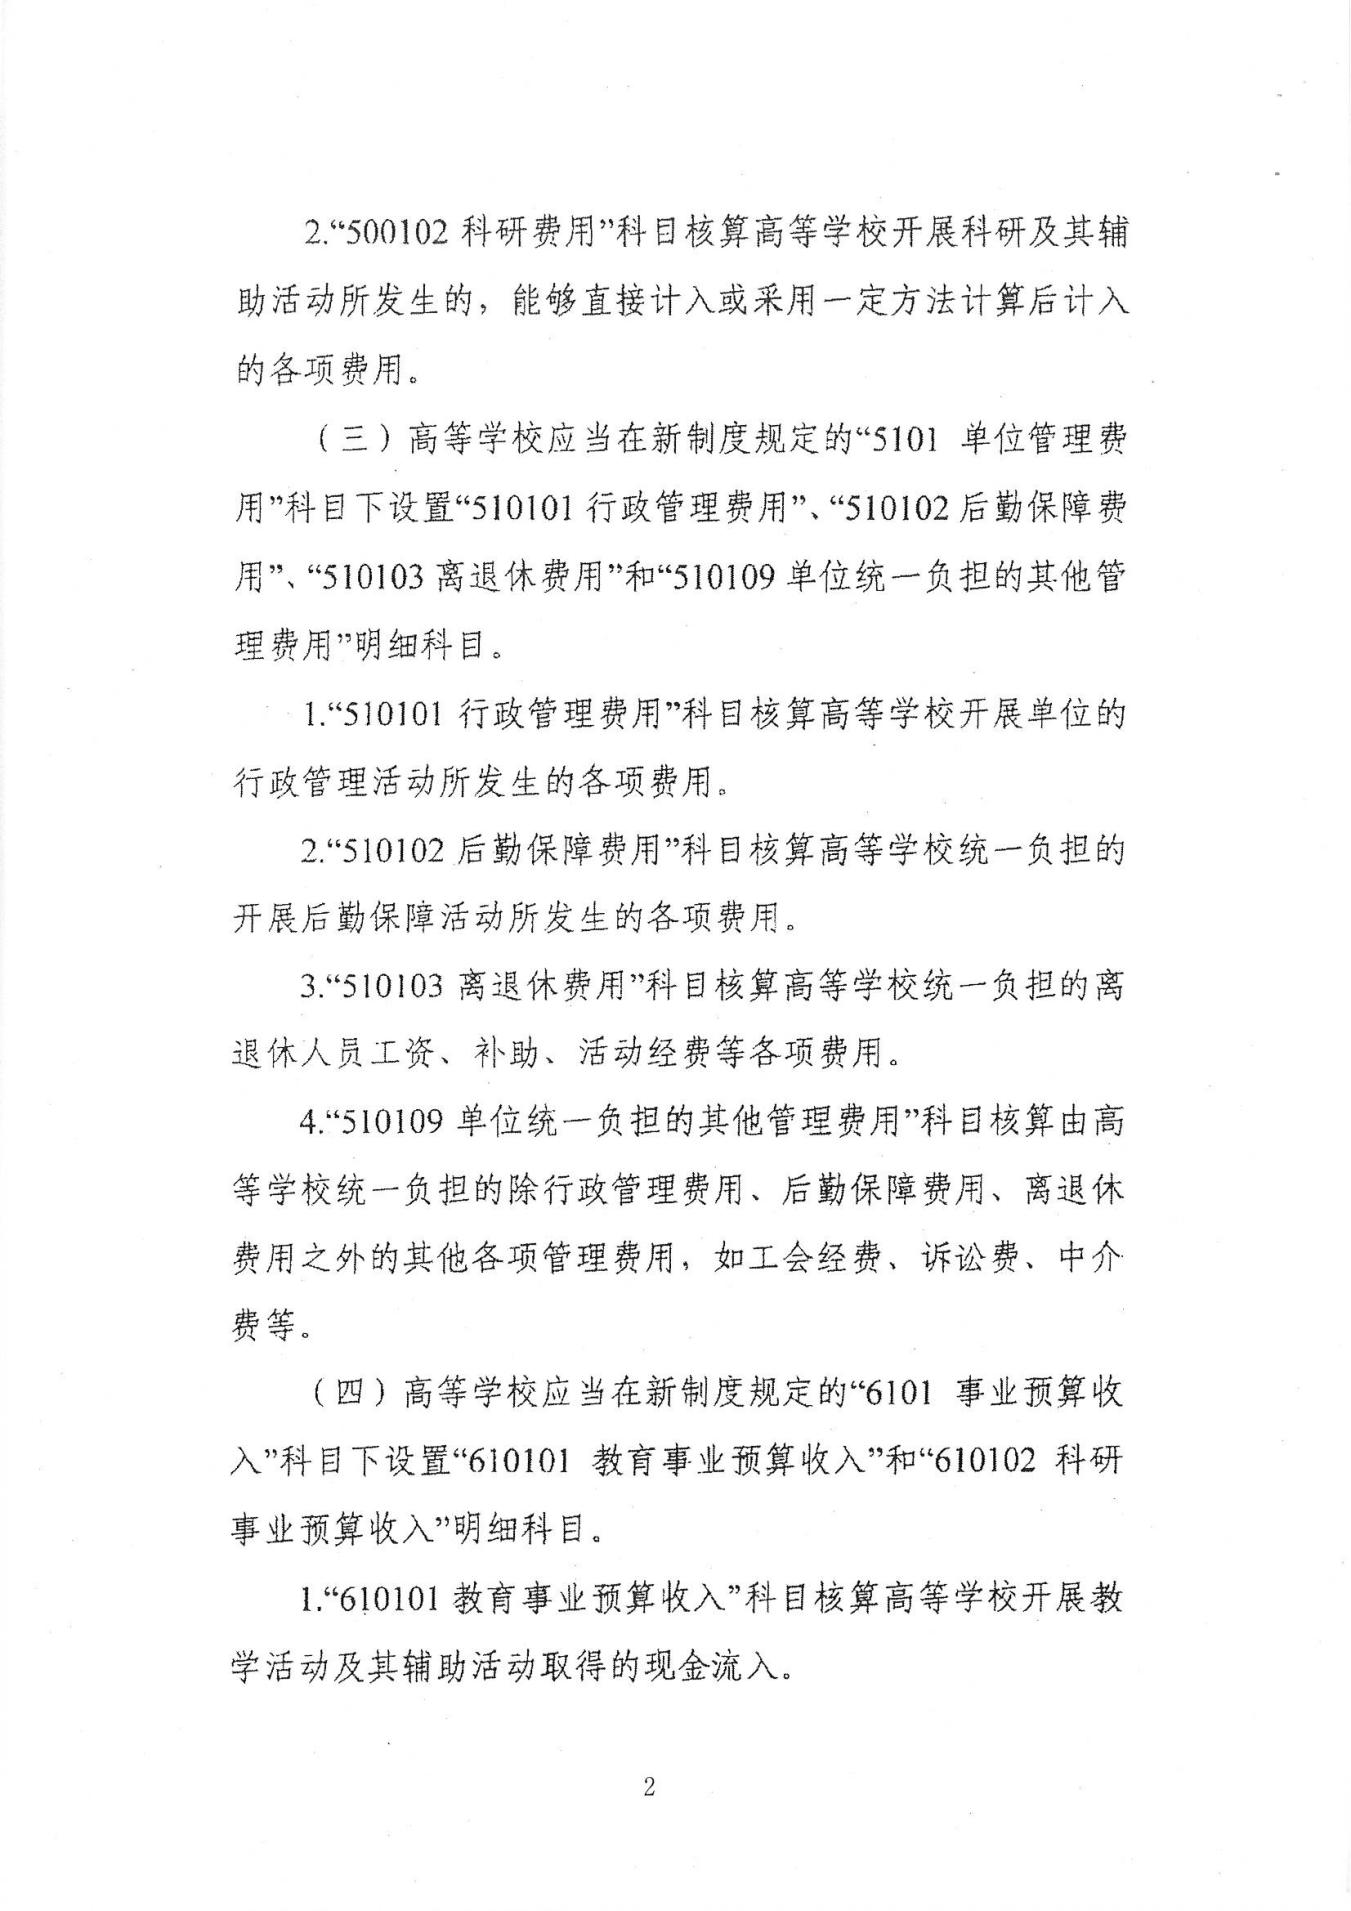 2.“500102 科研费用”科目核算高等学校开展科研及其辅
助活动所发生的，能够直接计入或采用一定方法计算后计入
的各项费用。
（三）高等学校应当在新制度规定的“5101 单位管理费
用”科目下设置“510101 行政管理费用”、“510102 后勤保障费
用”、“510103 离退休费用”和“510109 单位统一负担的其他管
理费用”明细科目。
1.“510101 行政管理费用”科目核算高等学校开展单位的
行政管理活动所发生的各项费用。
2.“510102 后勤保障费用”科目核算高等学校统一负担的
开展后勤保障活动所发生的各项费用。
3.“510103 离退休费用”科目核算高等学校统一负担的离
退休人员工资、补助、活动经费等各项费用。
4.“510109 单位统一负担的其他管理费用”科目核算由高
等学校统一负担的除行政管理费用、后勤保障费用、离退休
费用之外的其他各项管理费用，如工会经费、诉讼费、中介
费等。
（四）高等学校应当在新制度规定的“6101 事业预算收
入”科目下设置“610101 教育事业预算收入”和“610102 科研
事业预算收入”明细科目。
1.“610101 教育事业预算收入”科目核算高等学校开展教
学活动及其辅助活动取得的现金流入。
2